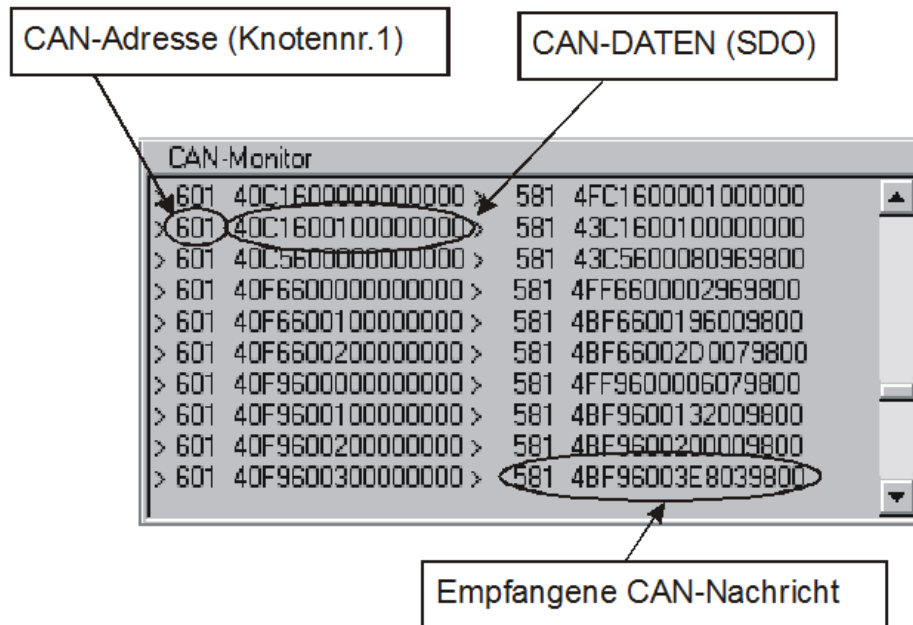 CAN-Adresse (Knotennr.1)
CAN-DATEN (SDO)
CAN-Monitor
> 601 40C1600000000000 > 581 4FC1600001000000
> 601 40C1600100000000 > 581 43C1600100000000
> 601 40C5600000000000 > 581 43C5600080969800
> 601 40F6600000000000 > 581 4FF6600002969800
> 601 40F6600100000000 > 581 4BF6600196009800
> 601 40F6600200000000 > 581 4BF66002D0079800
> 601 40F9600000000000 > 581 4FF9600006079800
> 601 40F9600100000000 > 581 4BF9600132009800
> 601 40F9600200000000 > 581 4BF9600200009800
> 601 40F9600300000000 > 581 4BF96003E8039800
Empfangene CAN-Nachricht